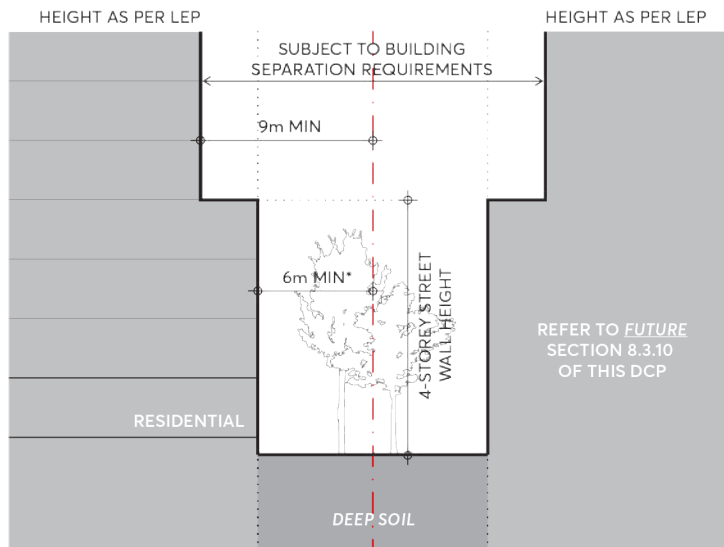 HEIGHT AS PER LEP
HEIGHT AS PER LEP
SUBJECT TO BUILDING
SEPARATION REQUIREMENTS
9m MIN
6m MIN*
4-STOREY STREET
WALL HEIGHT
REFER TO FUTURE
SECTION 8.3.10
OF THIS DCP
RESIDENTIAL
DEEP SOIL